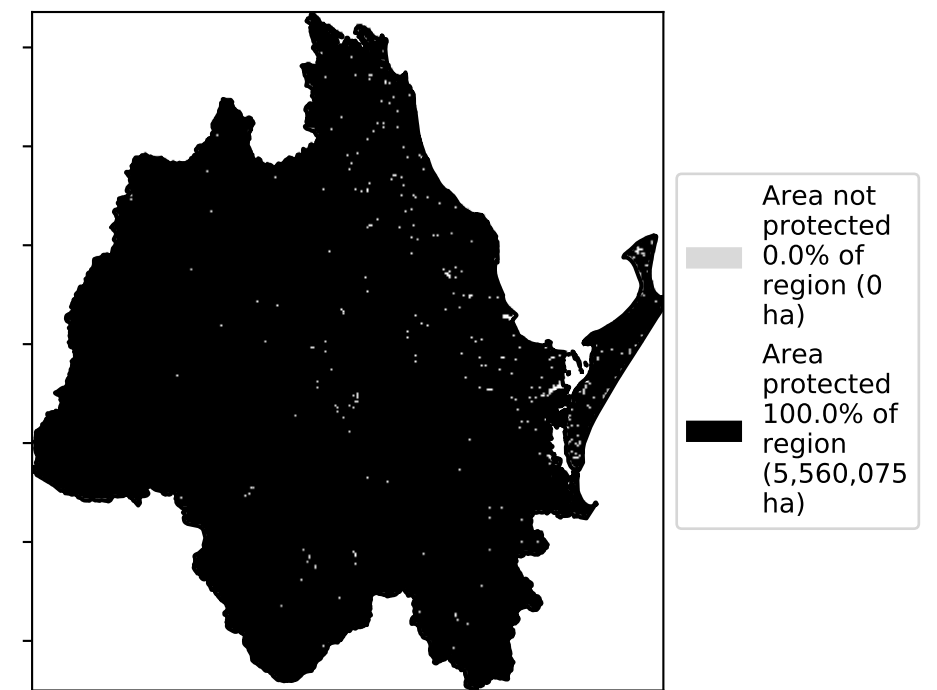 Area not
protected
0.0% of
region (0
ha)
Area
protected
100.0% of
region
(5,560,075
ha)